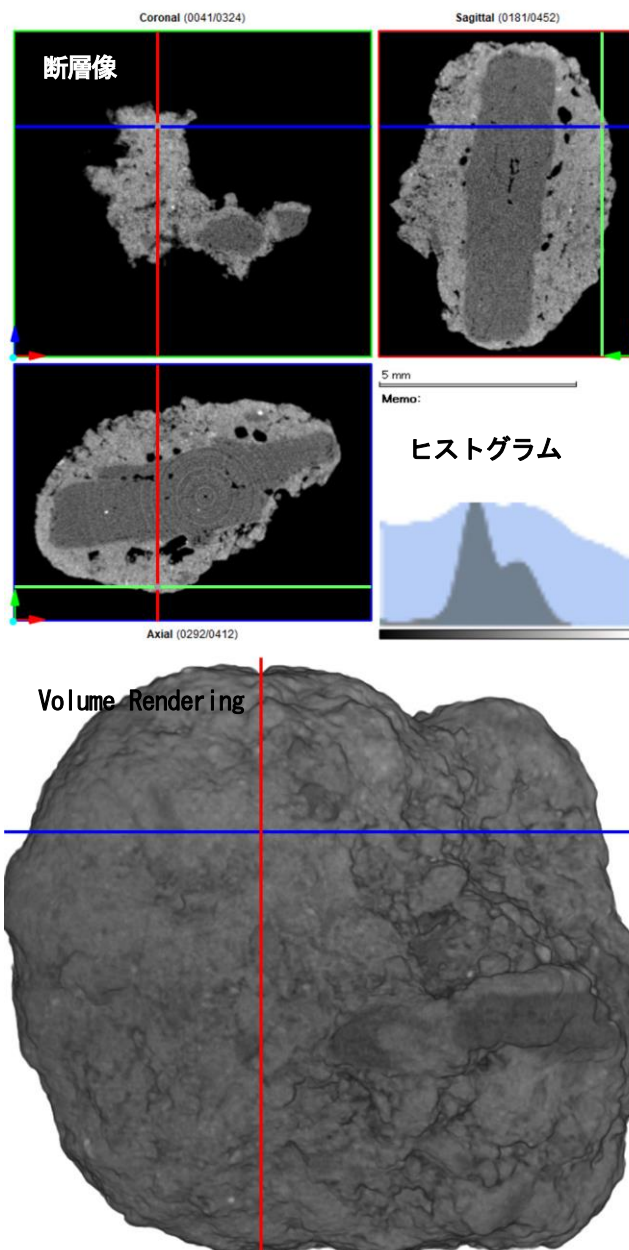 Coronal (0041/0324)
Sagittal (0181/0452)
断層像
5 mm
Memo:
ヒストグラム
Axial (0292/0412)
Volume Rendering